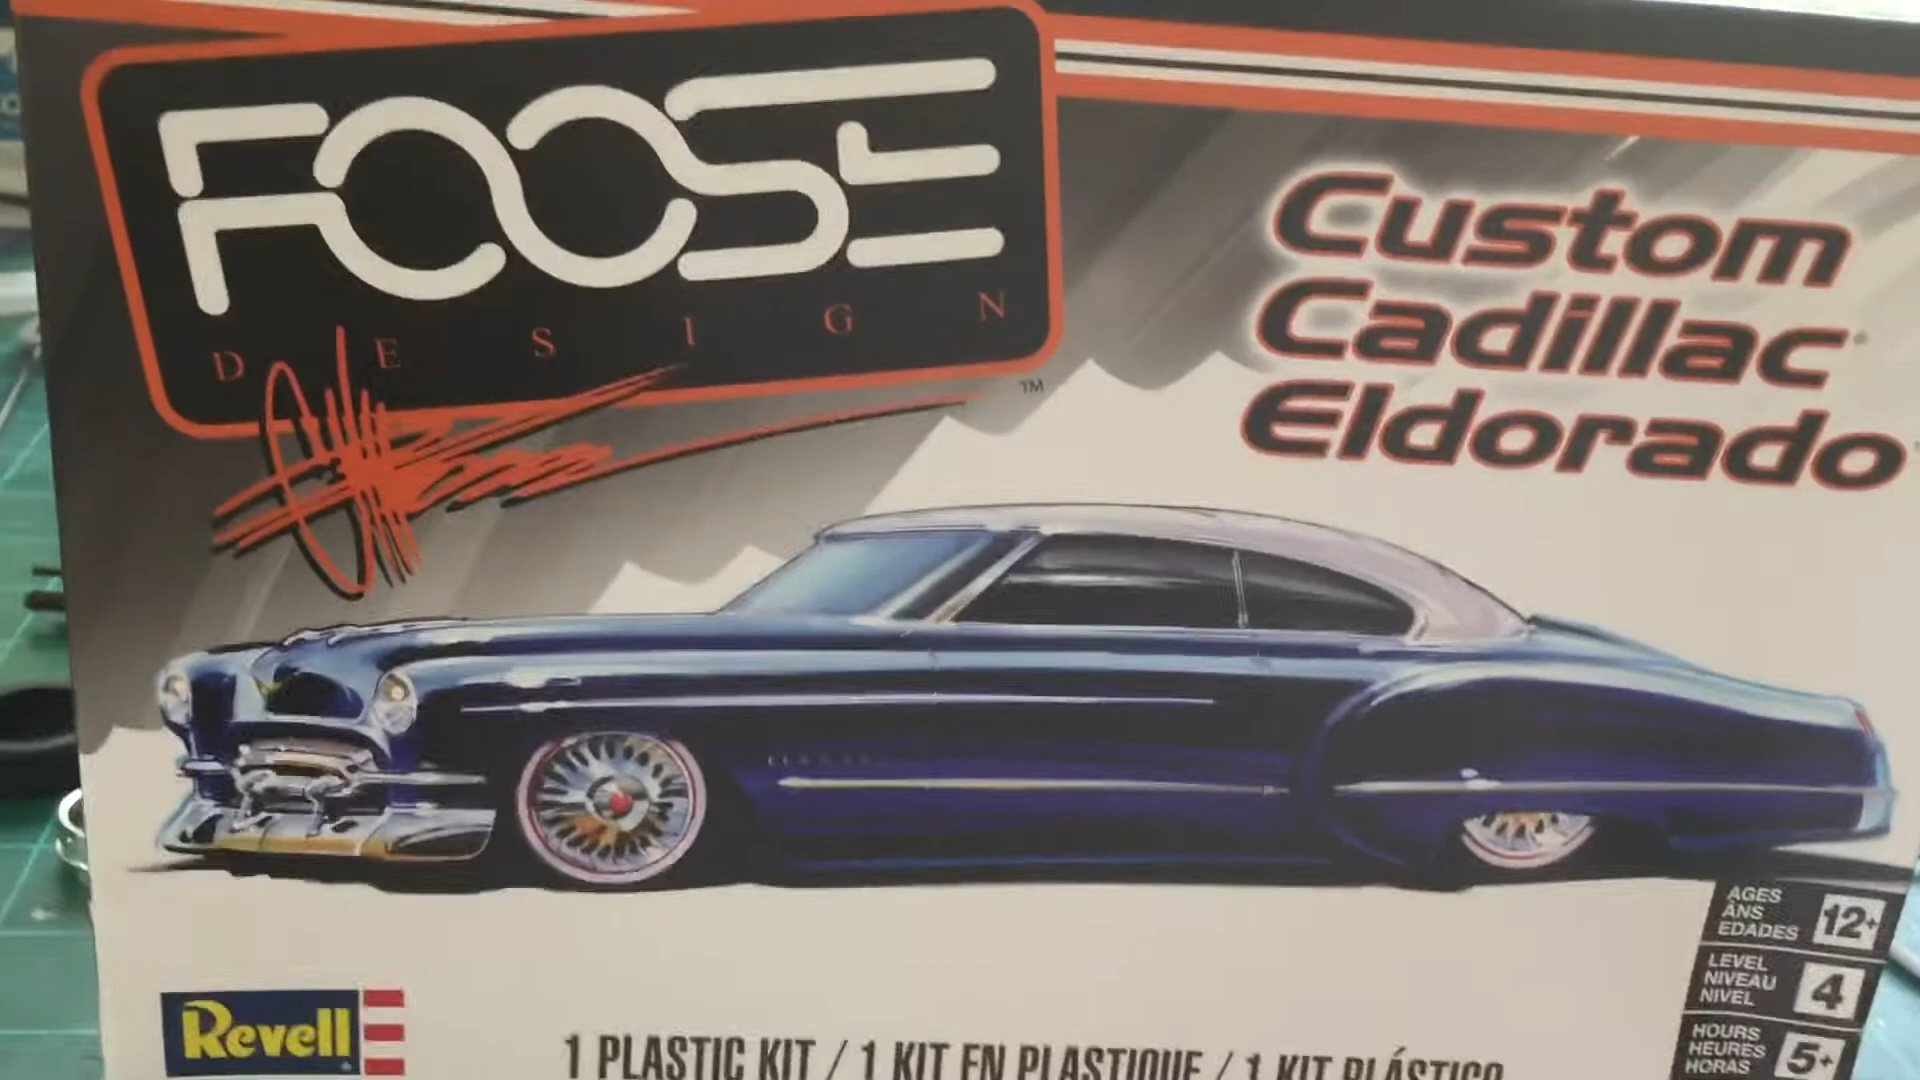 FOOSE
DESIGN
TM
Custom
Cadillac
Eldorado
AGES
ÂNS
EDADES
12+
LEVEL
NIVEAU
NIVEL
4
HOURS
HEURES
HORAS
5+
Revell
1 PLASTIC KIT / 1 KIT EN PLASTIQUE / 1 KIT PLÁSTICO